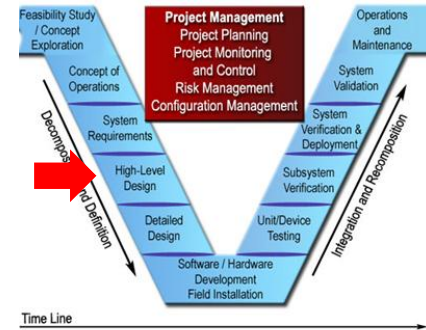 Feasibility Study
/ Concept
Exploration
Project Management
Project Planning
Project Monitoring
and Control
Risk Management
Configuration Management
Operations
and
Maintenance
Concept of
Operations
System
Validation
System
Requirements
System
Verification &
Deployment
High-Level
Design
Subsystem
Verification
Detailed
Design
Unit/Device
Testing
Software / Hardware
Development
Field Installation
Definition
Integration and Recomposition
Time Line